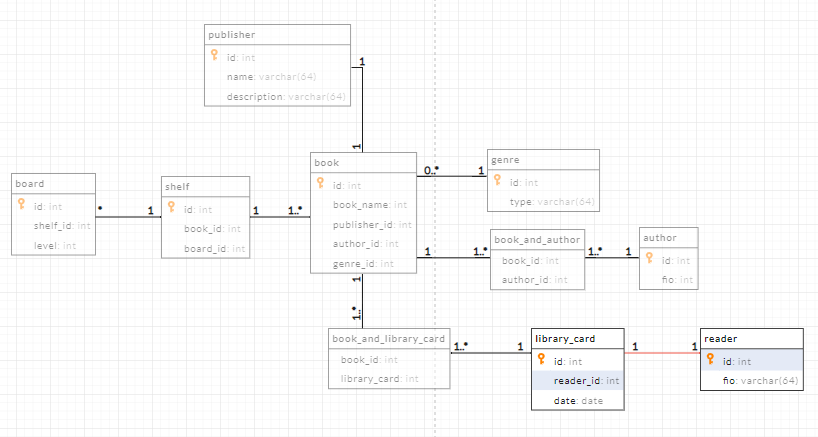 publisher
id: int
name: varchar(64)
description: varchar(64)
1
1
book
id: int
book_name: int
publisher_id: int
author_id: int
genre_id: int
0..*
1
genre
id: int
type: varchar(64)
board
id: int
shelf_id: int
level: int
*
1
shelf
id: int
book_id: int
board_id: int
1
1..*
1
1..*
book_and_author
book_id: int
author_id: int
1..*
1
author
id: int
fio: int
1
1..*
book_and_library_card
book_id: int
library_card: int
1..*
1
library_card
id: int
reader_id: int
date: date
1
1
reader
id: int
fio: varchar(64)